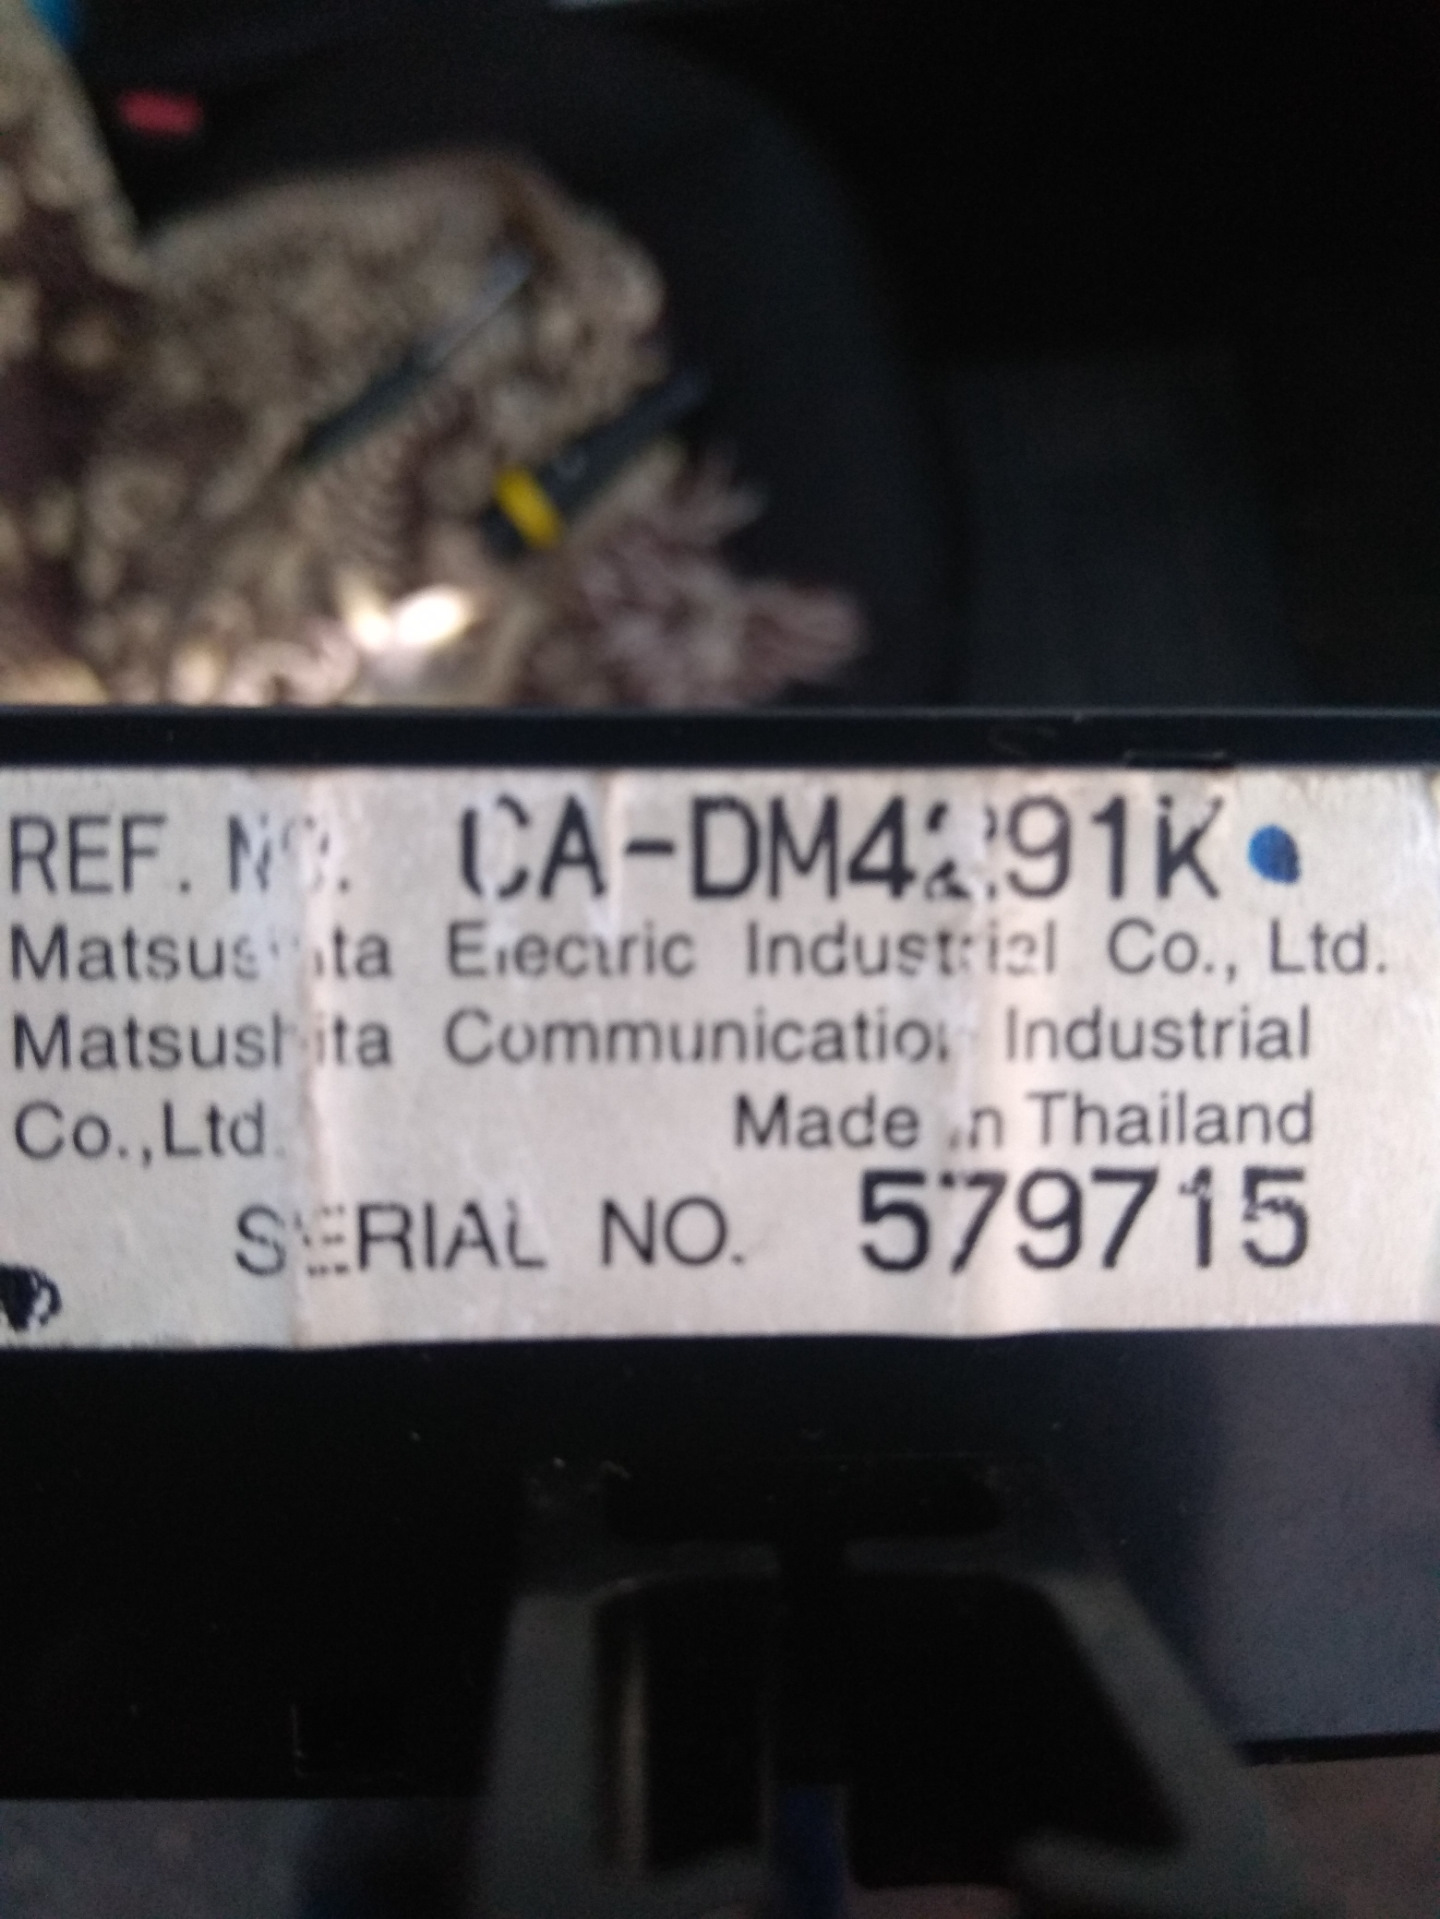 REF. NO. CA-DM4291K
Matsushita Electric Industrial Co., Ltd.
Matsushita Communication Industrial
Co.,Ltd.
Made in Thailand
SERIAL NO. 579715